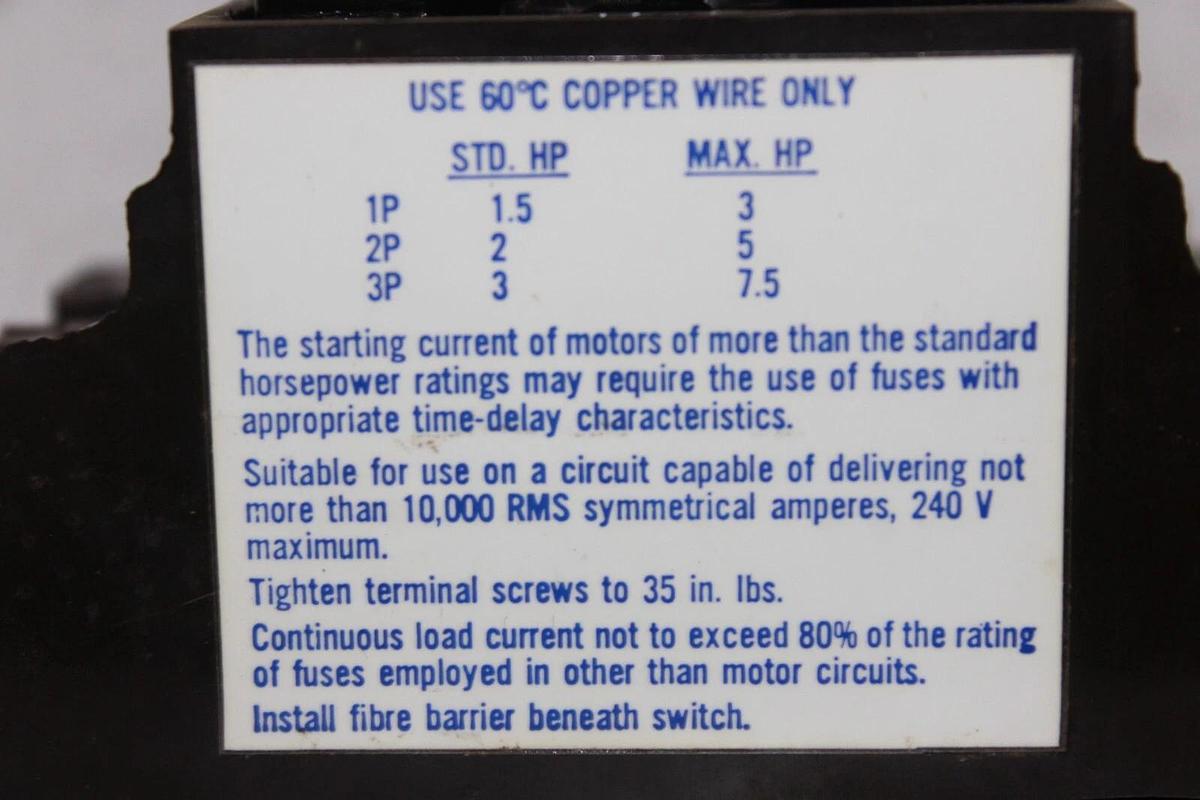 USE 60°C COPPER WIRE ONLY
STD. HP MAX. HP
1P 1.5 3
2P 2 5
3P 3 7.5
The starting current of motors of more than the standard
horsepower ratings may require the use of fuses with
appropriate time-delay characteristics.
Suitable for use on a circuit capable of delivering not
more than 10,000 RMS symmetrical amperes, 240 V
maximum.
Tighten terminal screws to 35 in. lbs.
Continuous load current not to exceed 80% of the rating
of fuses employed in other than motor circuits.
Install fibre barrier beneath switch.